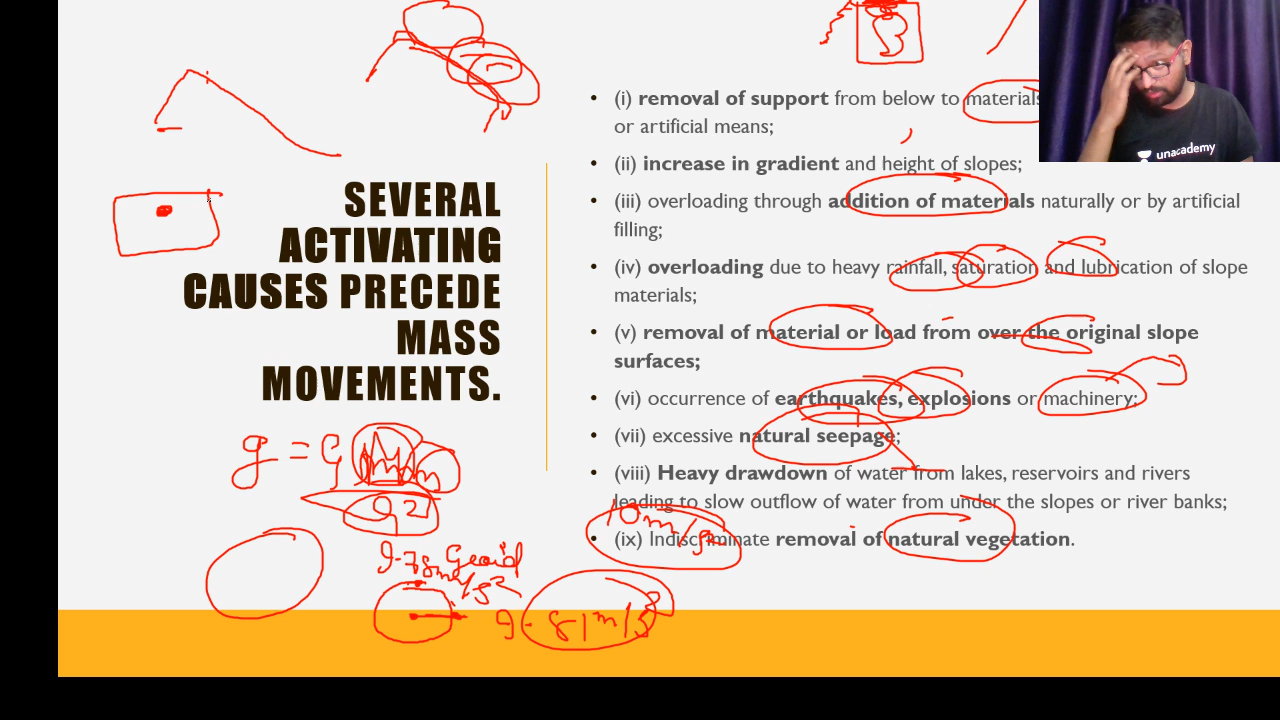 SEVERAL
ACTIVATING
CAUSES PRECEDE
MASS
MOVEMENTS.
• (i) removal of support from below to materials
or artificial means;
• (ii) increase in gradient and height of slopes;
• (iii) overloading through addition of materials naturally or by artificial
filling;
• (iv) overloading due to heavy rainfall, saturation and lubrication of slope
materials;
• (v) removal of material or load from over the original slope
surfaces;
• (vi) occurrence of earthquakes, explosions or machinery;
• (vii) excessive natural seepage;
• (viii) Heavy drawdown of water from lakes, reservoirs and rivers
leading to slow outflow of water from under the slopes or river banks;
• (ix) Indiscriminate removal of natural vegetation.
unacademy
g = G
10m/s²
Geoid
9.81m/s²